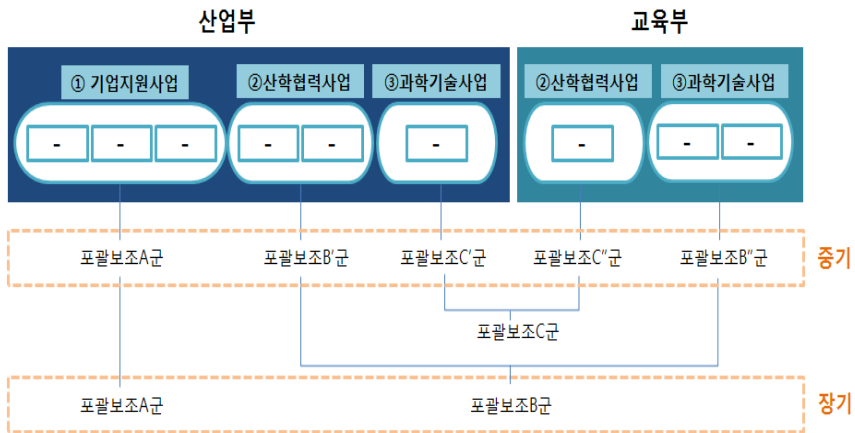 산업부 교육부
① 기업지원사업 ②산학협력사업 ③과학기술사업 ②산학협력사업 ③과학기술사업
- - - - - - - - -
포괄보조A군 포괄보조B′군 포괄보조C′군 포괄보조C″군 포괄보조B″군 중기
포괄보조C군
포괄보조A군 포괄보조B군 장기